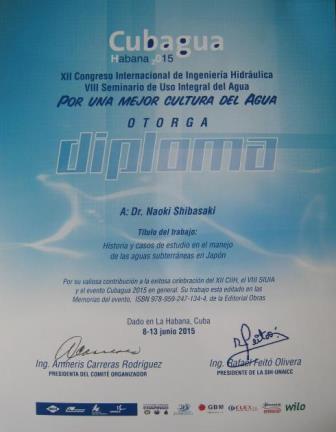 Cubagua
Habana 2015
XII Congreso Internacional de Ingeniería Hidráulica
VIII Seminario de Uso Integral del Agua
POR UNA MEJOR CULTURA DEL AGUA
OTORGA
diploma
A: Dr. Naoki Shibasaki
Título del trabajo:
Historia y casos de estudio en el manejo
de las aguas subterráneas en Japón
Por su valiosa contribución a la exitosa celebración del XII CIIH, el VIII SIUIA
y el evento Cubagua 2015 en general. Su trabajo esta editado en las
Memorias del evento, ISBN 978-959-247-134-4, de la Editorial Obras
Dado en La Habana, Cuba
8-13 junio 2015
Ing. Armeris Carreras Rodríguez
PRESIDENTA DEL COMITÉ ORGANIZADOR
Ing. Rafael Feitó Olivera
PRESIDENTE DE LA SIH-UNAICC
GBM
wilo